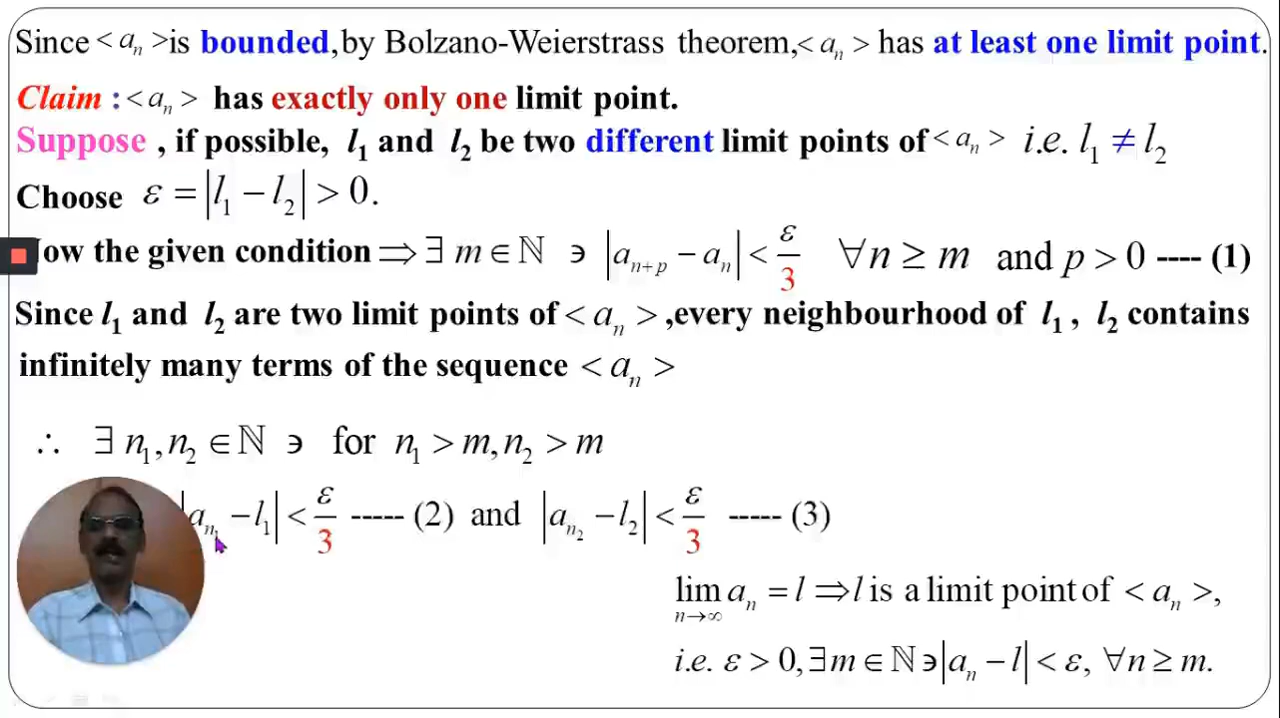 Since < aₙ > is bounded, by Bolzano-Weierstrass theorem, < aₙ > has at least one limit point.
Claim : < aₙ > has exactly only one limit point.
Suppose , if possible, l₁ and l₂ be two different limit points of < aₙ > i.e. l₁ ≠ l₂
Choose ε = |l₁ − l₂| > 0.
ow the given condition ⇒ ∃ m ∈ ℕ ∋ |aₙ₊ₚ − aₙ| < ε/3 ∀n ≥ m and p > 0 ---- (1)
Since l₁ and l₂ are two limit points of < aₙ > ,every neighbourhood of l₁ , l₂ contains
infinitely many terms of the sequence < aₙ >
∴ ∃ n₁, n₂ ∈ ℕ ∋ for n₁ > m, n₂ > m
|a_{n₁} − l₁| < ε/3 ----- (2) and |a_{n₂} − l₂| < ε/3 ----- (3)
lim_{n→∞} aₙ = l ⇒ l is a limit point of < aₙ >,
i.e. ε > 0, ∃m ∈ ℕ ∋ |aₙ − l| < ε, ∀n ≥ m.